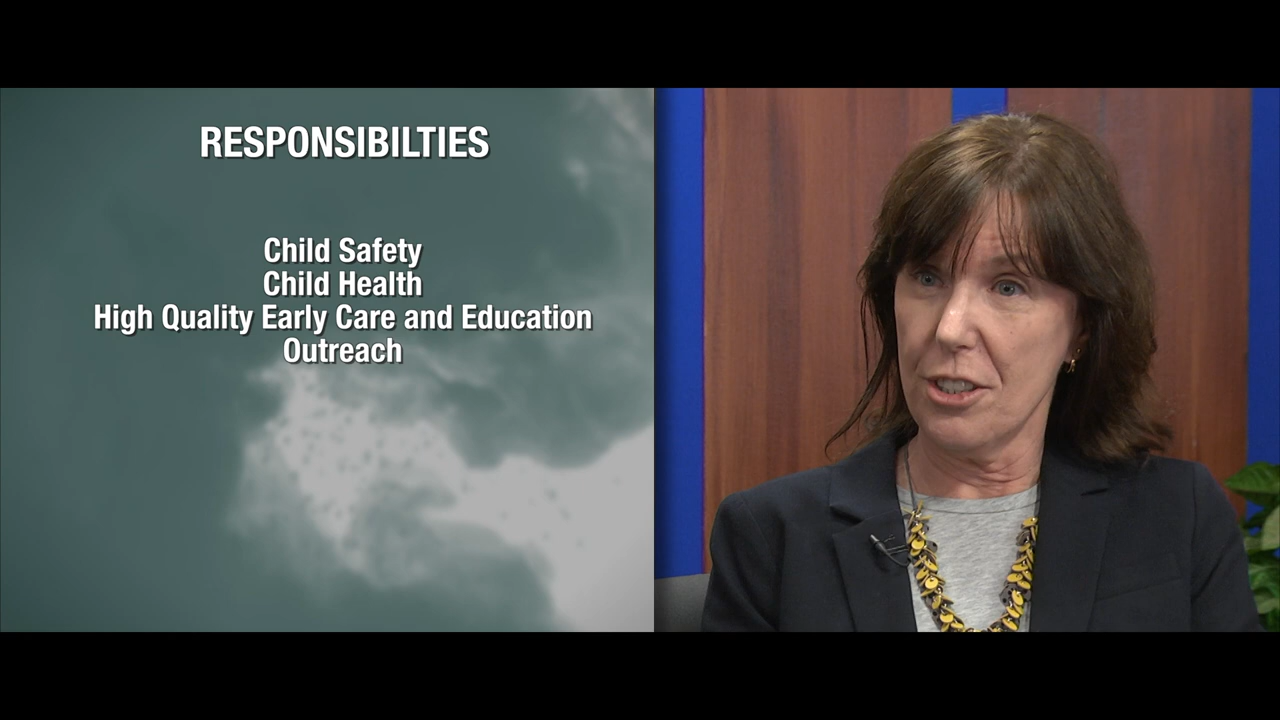 RESPONSIBILTIES
Child Safety
Child Health
High Quality Early Care and Education
Outreach